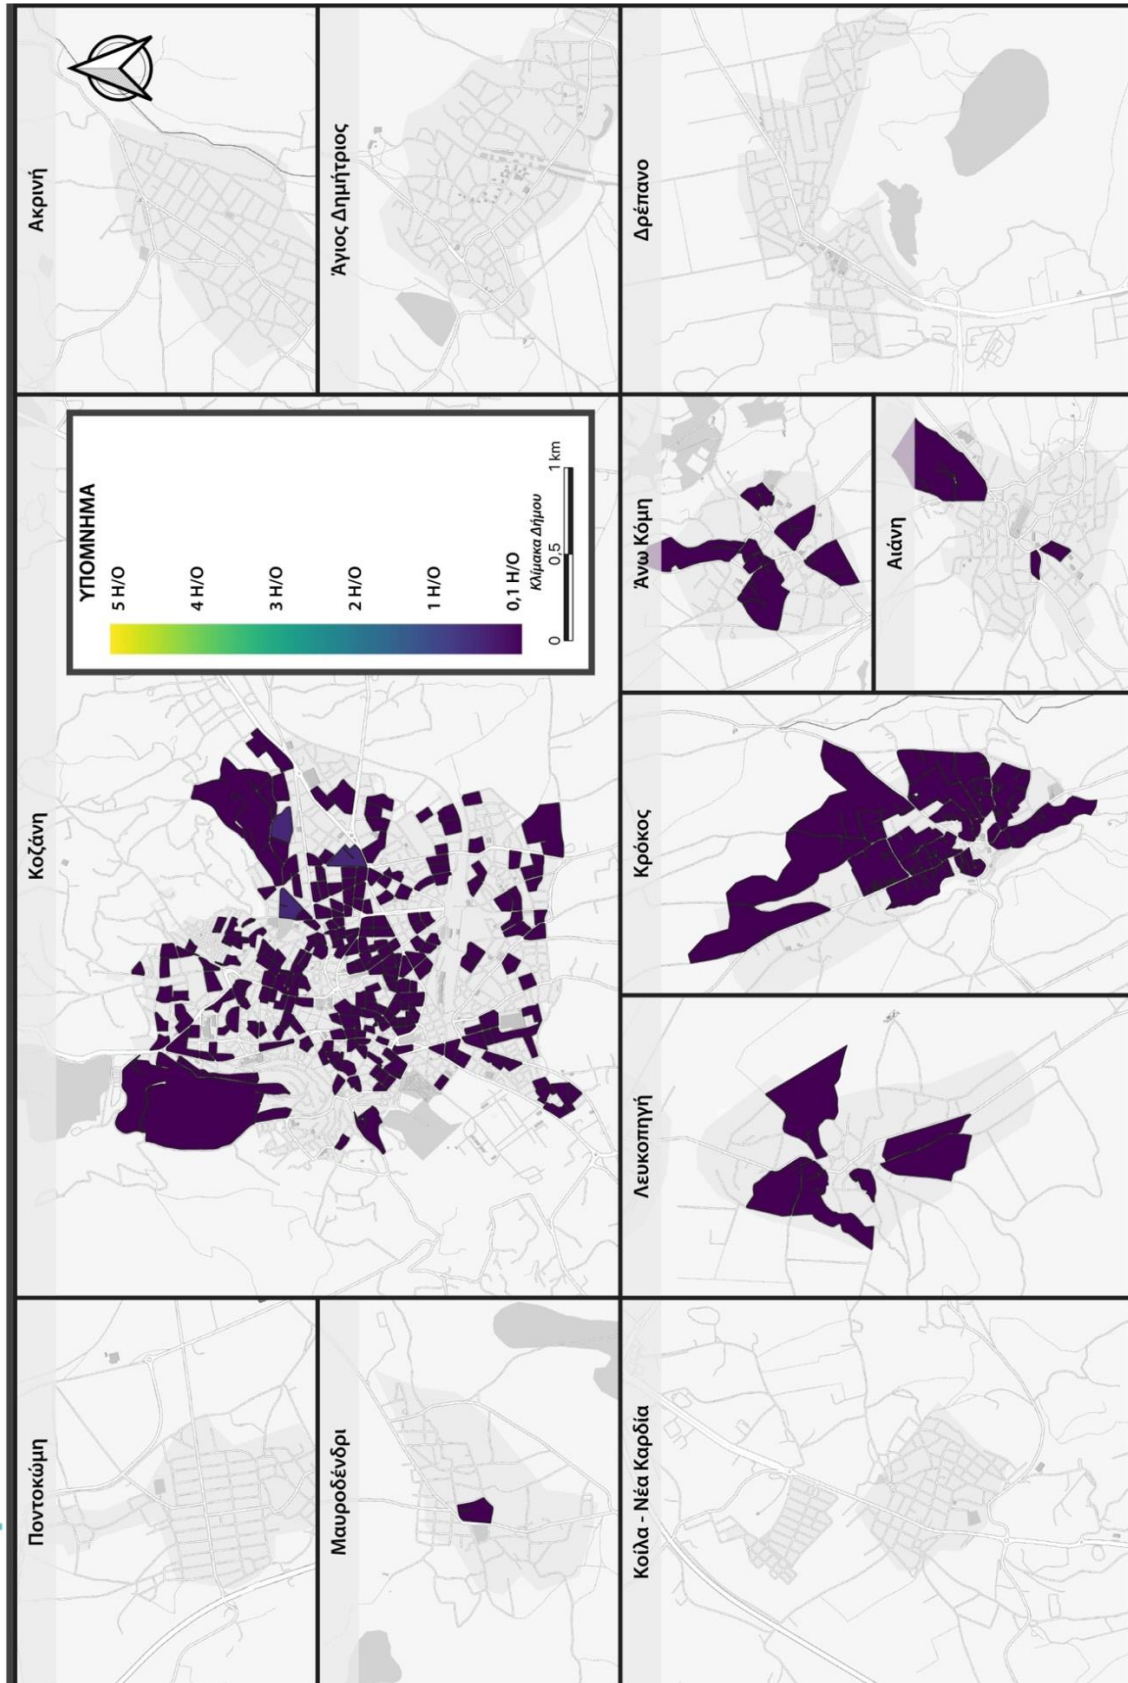 Ποντοκώμη
Κοζάνη
ΥΠΟΜΝΗΜΑ
5 Η/Ο
4 Η/Ο
3 Η/Ο
2 Η/Ο
1 Η/Ο
0,1 Η/Ο
Κλίμακα Δήμου
0 0,5 1 km
Ακρινή
Μαυροδένδρι
Άγιος Δημήτριος
Κοίλα - Νέα Καρδία
Λευκοπηγή
Κρόκος
Άνω Κόμη
Αιάνη
Δρέπανο